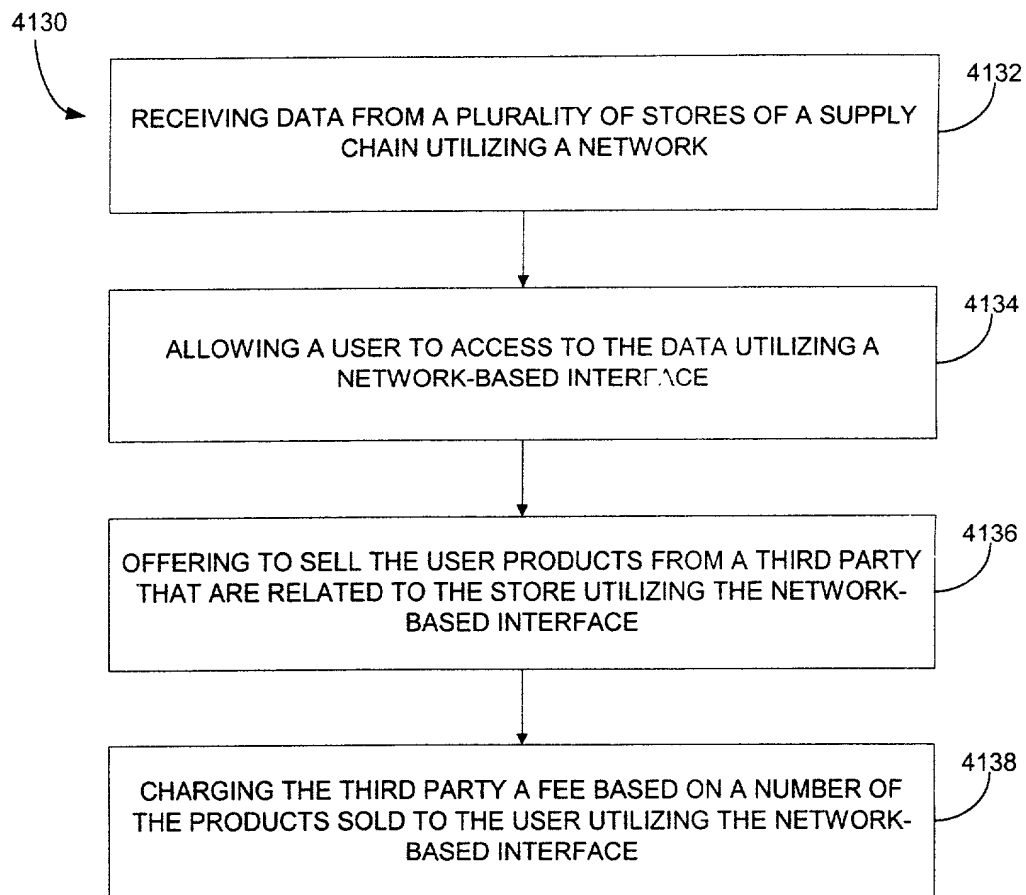 4130
4132
RECEIVING DATA FROM A PLURALITY OF STORES OF A SUPPLY
CHAIN UTILIZING A NETWORK
4134
ALLOWING A USER TO ACCESS TO THE DATA UTILIZING A
NETWORK-BASED INTERFACE
4136
OFFERING TO SELL THE USER PRODUCTS FROM A THIRD PARTY
THAT ARE RELATED TO THE STORE UTILIZING THE NETWORK-
BASED INTERFACE
4138
CHARGING THE THIRD PARTY A FEE BASED ON A NUMBER OF
THE PRODUCTS SOLD TO THE USER UTILIZING THE NETWORK-
BASED INTERFACE